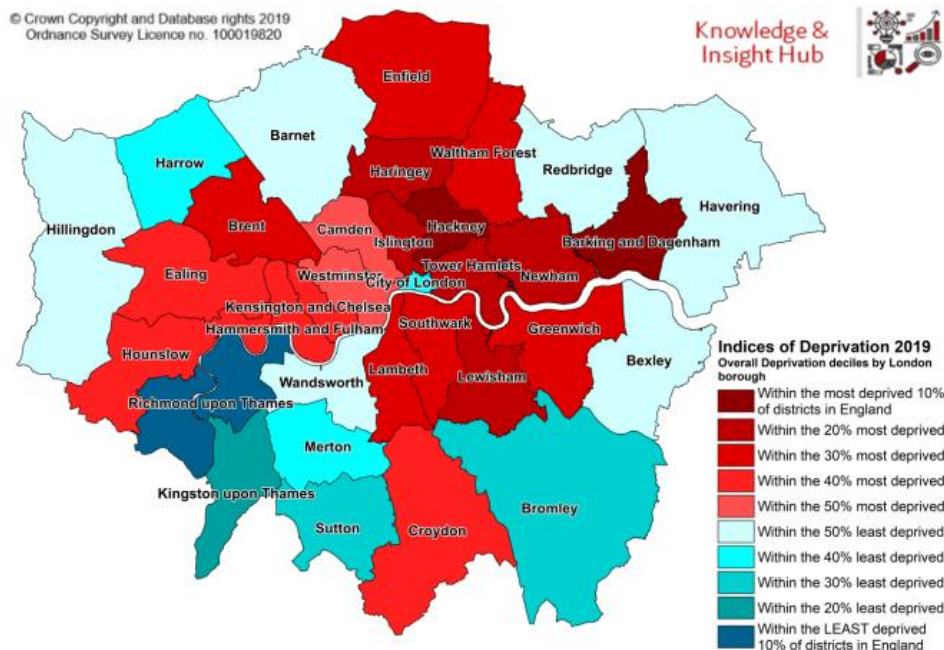 © Crown Copyright and Database rights 2019
Ordnance Survey Licence no. 100019820
Knowledge &
Insight Hub
Enfield
Barnet
Harrow
Waltham Forest
Redbridge
Haringey
Havering
Hillingdon
Brent
Camden
Hackney
Islington
Barking and Dagenham
Ealing
Westminster
Tower Hamlets
Newham
City of London
Kensington and Chelsea
Hammersmith and Fulham
Southwark
Greenwich
Hounslow
Bexley
Wandsworth
Lambeth
Lewisham
Richmond upon Thames
Merton
Kingston upon Thames
Sutton
Croydon
Bromley
Indices of Deprivation 2019
Overall Deprivation deciles by London
borough
Within the most deprived 10%
of districts in England
Within the 20% most deprived
Within the 30% most deprived
Within the 40% most deprived
Within the 50% most deprived
Within the 50% least deprived
Within the 40% least deprived
Within the 30% least deprived
Within the 20% least deprived
Within the LEAST deprived
10% of districts in England